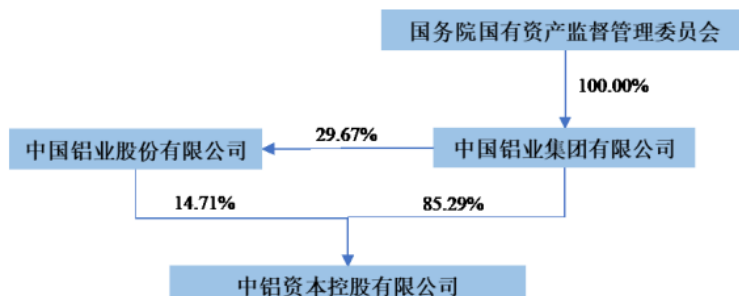 国务院国有资产监督管理委员会
100.00%
中国铝业股份有限公司
29.67%
中国铝业集团有限公司
14.71%
85.29%
中铝资本控股有限公司